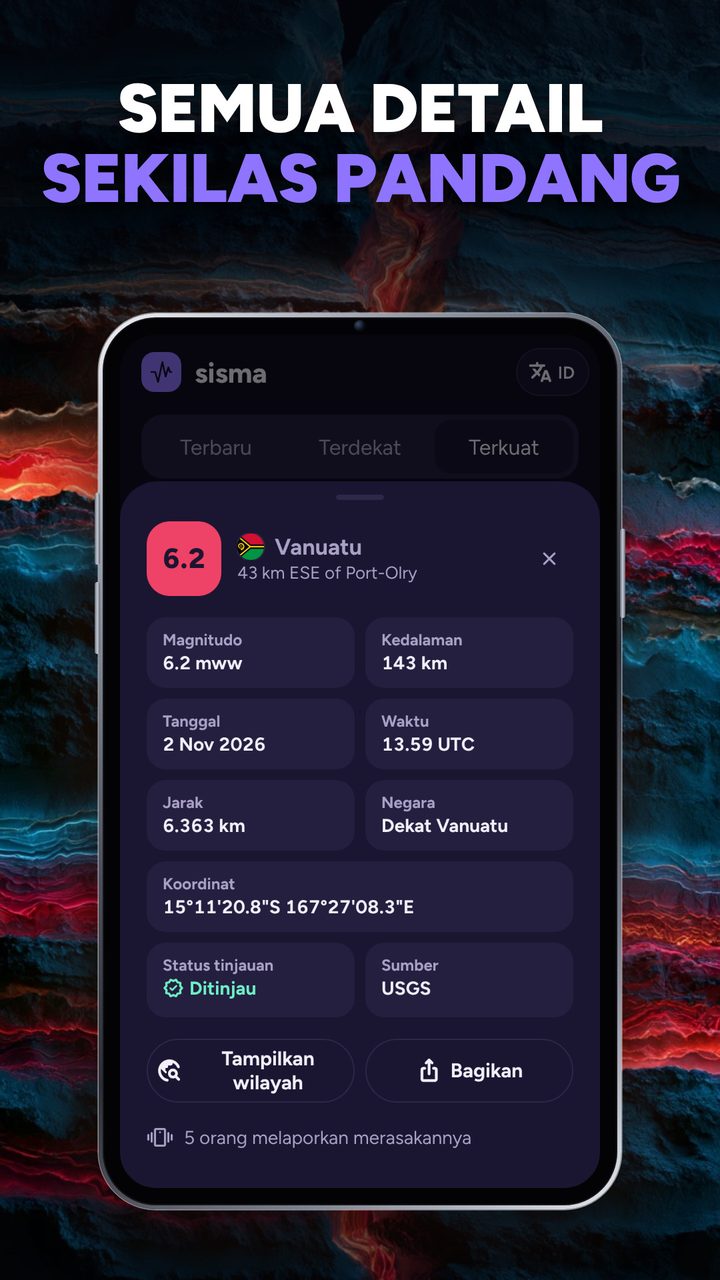 SEMUA DETAIL
SEKILAS PANDANG
sisma
ID
Terbaru
Terdekat
Terkuat
6.2
Vanuatu
43 km ESE of Port-Olry
Magnitudo
6.2 mww
Kedalaman
143 km
Tanggal
2 Nov 2026
Waktu
13.59 UTC
Jarak
6.363 km
Negara
Dekat Vanuatu
Koordinat
15°11'20.8"S 167°27'08.3"E
Status tinjauan
Ditinjau
Sumber
USGS
Tampilkan
wilayah
Bagikan
5 orang melaporkan merasakannya